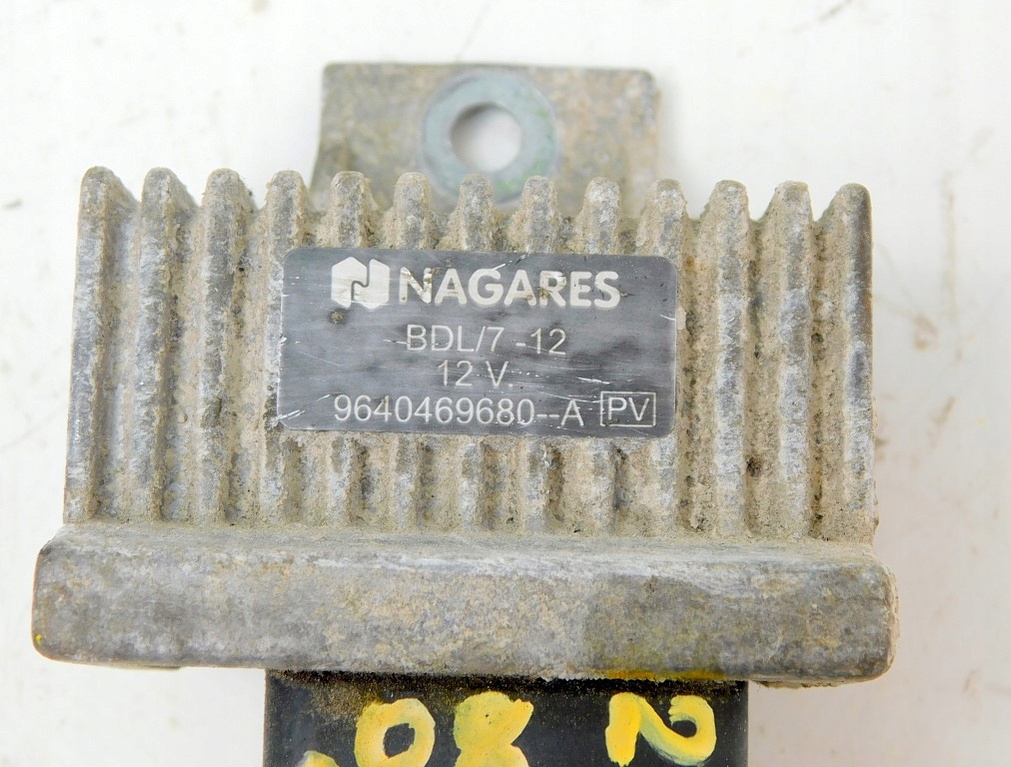 NAGARES
BDL/7 -12
12 V.
9640469680--A PV